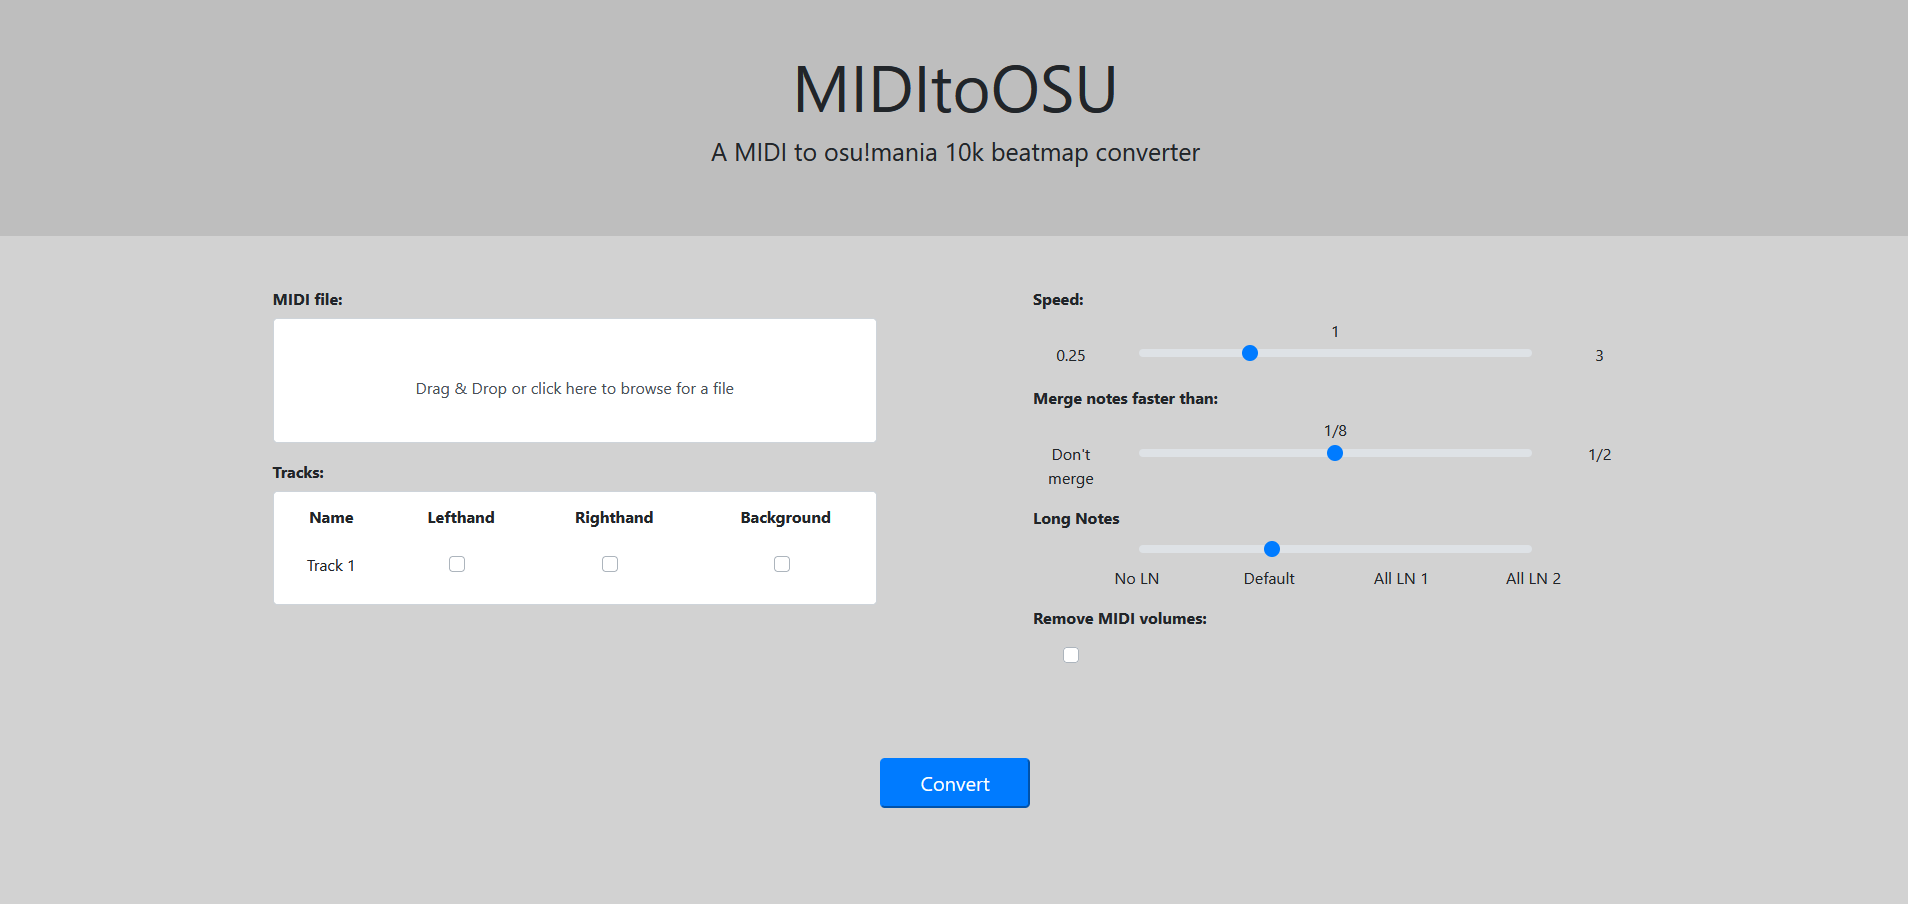 MIDItoOSU
A MIDI to osu!mania 10k beatmap converter
MIDI file:
Drag & Drop or click here to browse for a file
Tracks:
Name Lefthand Righthand Background
Track 1
Speed:
1
0.25 3
Merge notes faster than:
1/8
Don't 1/2
merge
Long Notes
No LN Default All LN 1 All LN 2
Remove MIDI volumes:
Convert